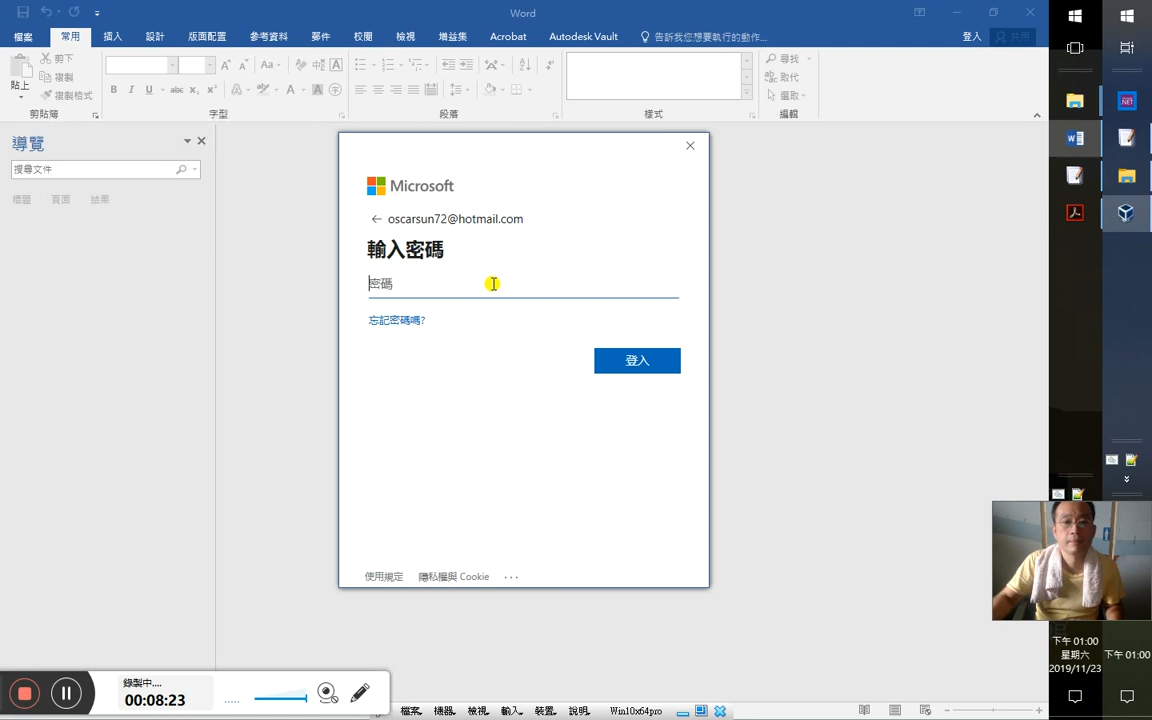 Word
檔案 常用 插入 設計 版面配置 參考資料 郵件 校閱 檢視 增益集 Acrobat Autodesk Vault 告訴我您想要執行的動作... 登入 共用
貼上 剪下 複製 複製格式
Aa
B I U abc X₂ X² A A
尋找 取代 選取
剪貼簿 字型 段落 樣式 編輯
導覽
搜尋文件
標題 頁面 結果
Microsoft
← oscarsun72@hotmail.com
輸入密碼
密碼
忘記密碼嗎?
登入
使用規定 隱私權與 Cookie ...
錄製中....
00:08:23
檔案 機器 檢視 輸入 裝置 說明 Win10x64pro
.NET
下午 01:00
星期六
2019/11/23
下午 01:00